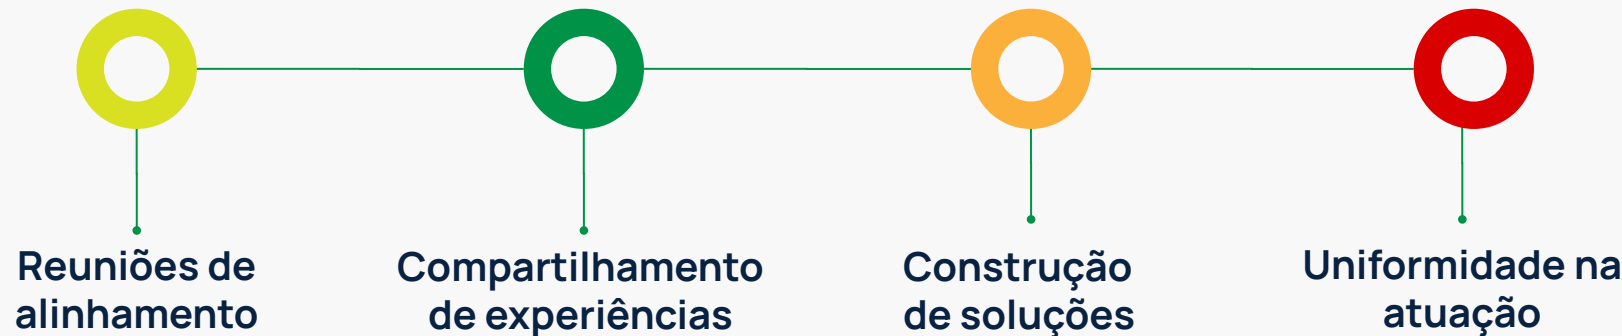 Reuniões de
alinhamento
Compartilhamento
de experiências
Construção
de soluções
Uniformidade na
atuação